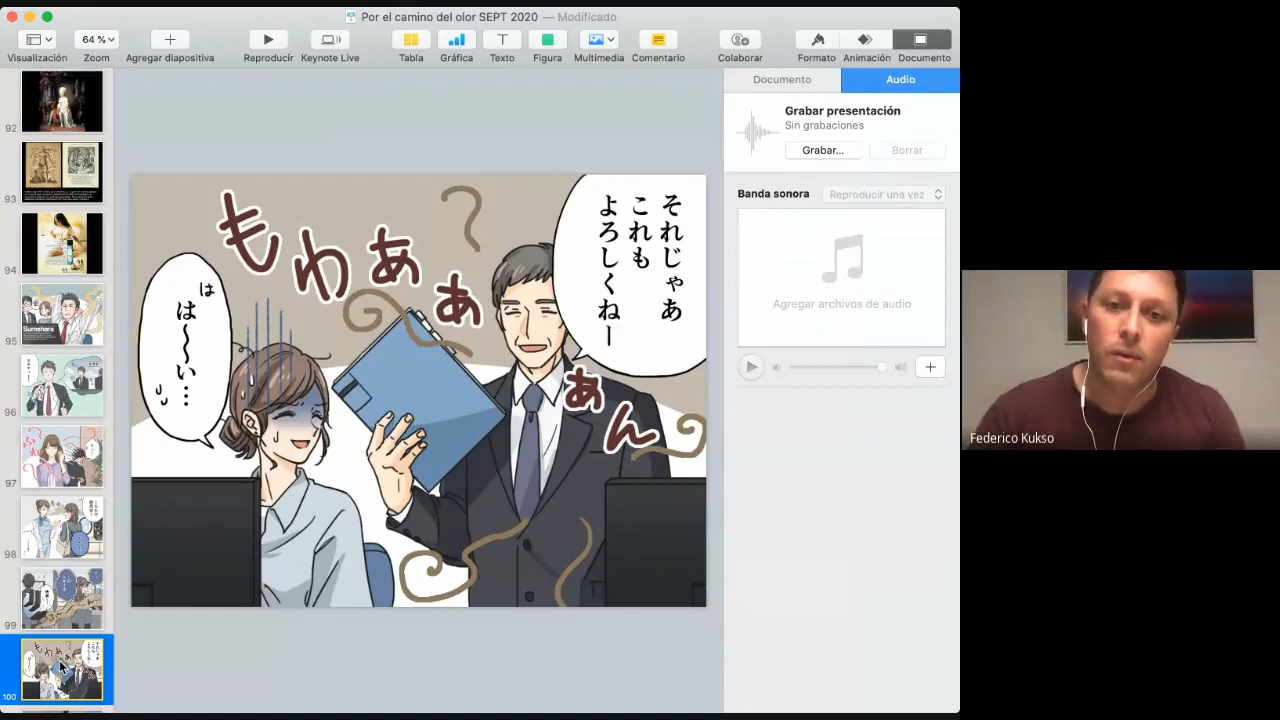 Por el camino del olor SEPT 2020 — Modificado
64 %
Visualización
Zoom
Agregar diapositiva
Reproducir
Keynote Live
Tabla
Gráfica
Texto
Figura
Multimedia
Comentario
Colaborar
Formato
Animación
Documento
92
93
94
95
Sumehara
96
97
98
99
100
それじゃあ
これも
よろしくねー
もわぁぁ
ぁん
は
は〜〜い…
Documento
Audio
Grabar presentación
Sin grabaciones
Grabar...
Borrar
Banda sonora
Reproducir una vez
Agregar archivos de audio
Federico Kukso